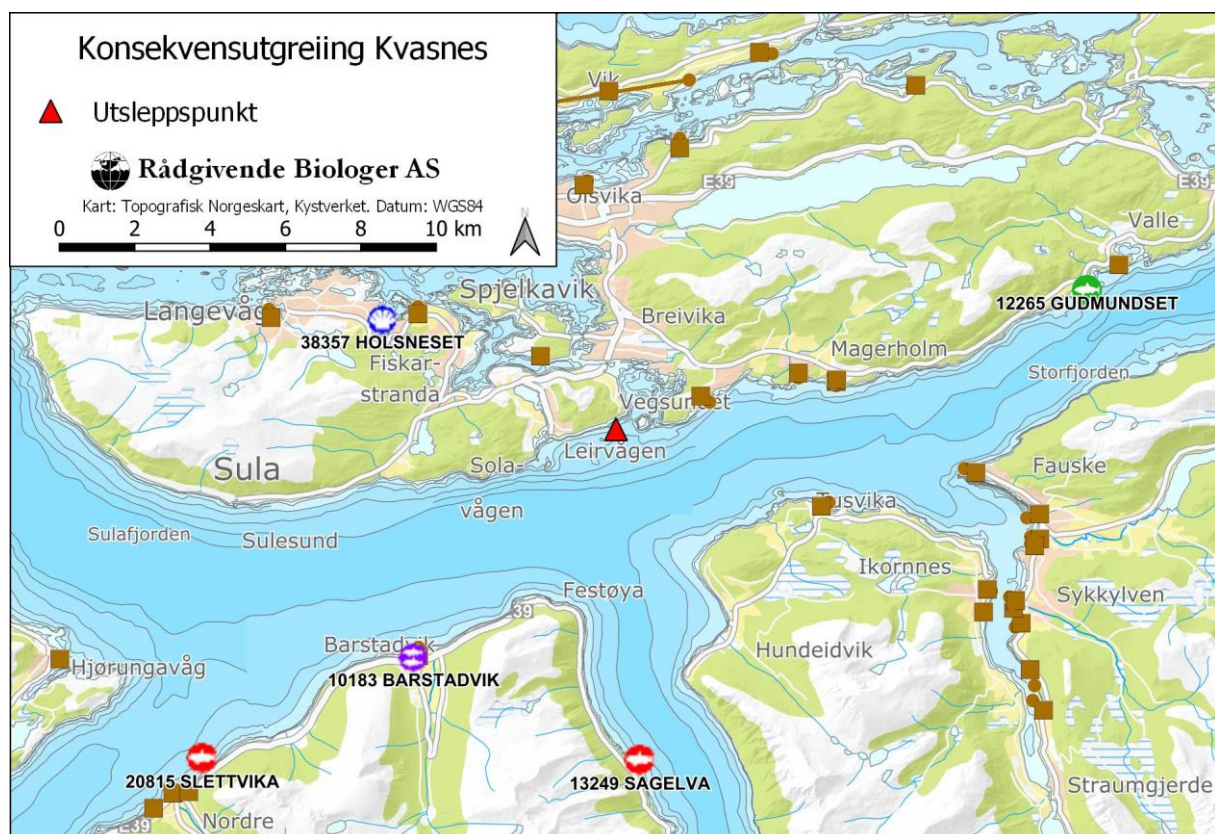 Konsekvensutgreiing Kvasnes
Utsleppspunkt
Rådgivende Biologer AS
Kart: Topografisk Norgeskart, Kystverket. Datum: WGS84
0 2 4 6 8 10 km
N
Vik
E39
E39
Olsvika
Valle
12265 GUDMUNDSET
Langevåg
Spjelkavik
38357 HOLSNESET
Breivika
Fiskar-
stranda
Magerholm
Storfjorden
Vegsundet
Leirvågen
Sula
Sola-
vågen
Fauske
Tusvika
Sulafjorden
Sulesund
Ikornnes
Festøya
Sykkylven
39
Barstadvik
Hundeidvik
Hjørungavåg
10183 BARSTADVIK
20815 SLETTVIKA
13249 SAGELVA
Straumgjerde
E39
Nordre